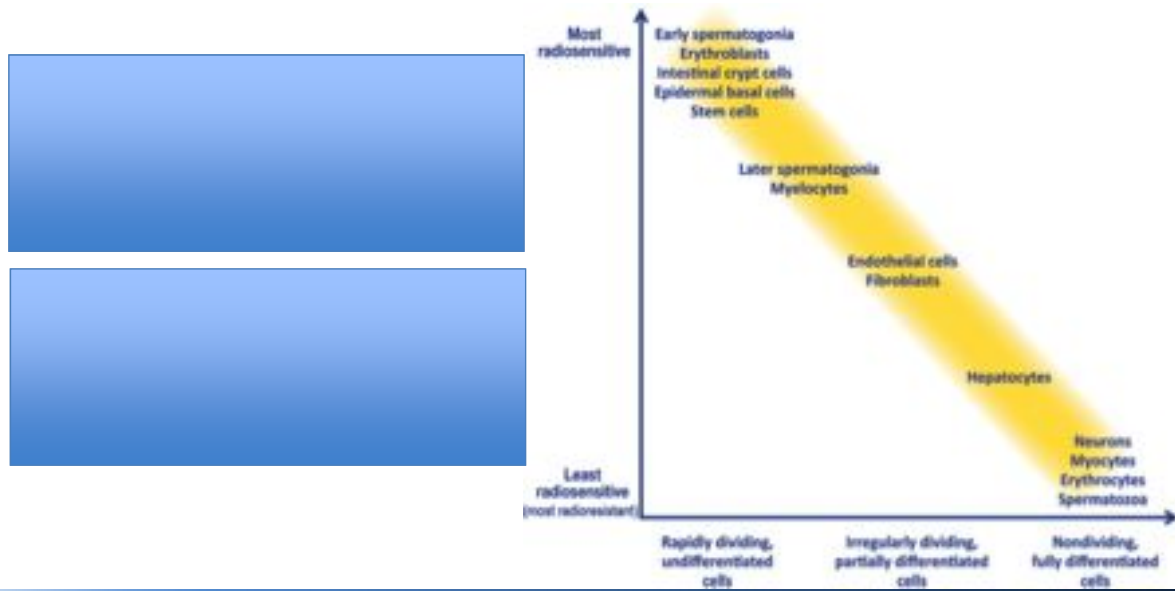 Most
radiosensitive
Early spermatogonia
Erythroblasts
Intestinal crypt cells
Epidermal basal cells
Stem cells
Later spermatogonia
Myelocytes
Endothelial cells
Fibroblasts
Hepatocytes
Neurons
Myocytes
Erythrocytes
Spermatozoa
Least
radiosensitive
(most radioresistant)
Rapidly dividing,
undifferentiated
cells
Irregularly dividing,
partially differentiated
cells
Nondividing,
fully differentiated
cells